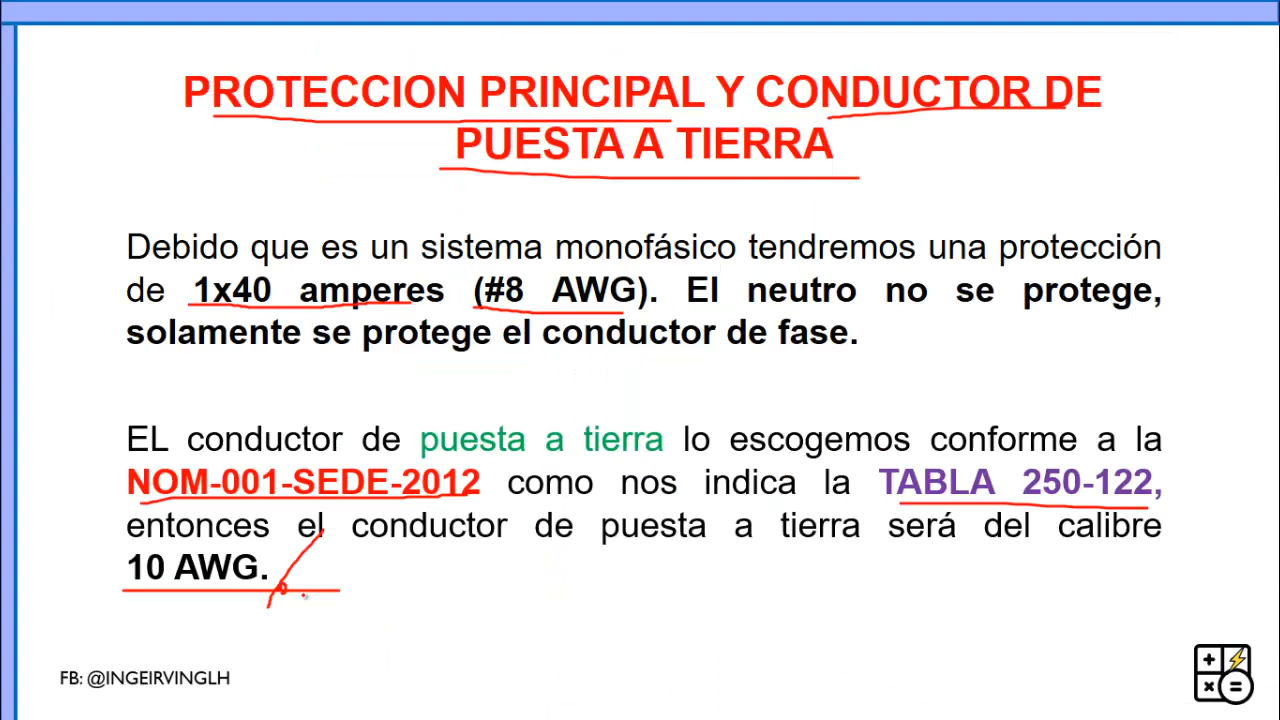 PROTECCION PRINCIPAL Y CONDUCTOR DE
PUESTA A TIERRA
Debido que es un sistema monofásico tendremos una protección
de 1x40 amperes (#8 AWG). El neutro no se protege,
solamente se protege el conductor de fase.
EL conductor de puesta a tierra lo escogemos conforme a la
NOM-001-SEDE-2012 como nos indica la TABLA 250-122,
entonces el conductor de puesta a tierra será del calibre
10 AWG.
FB: @INGEIRVINGLH